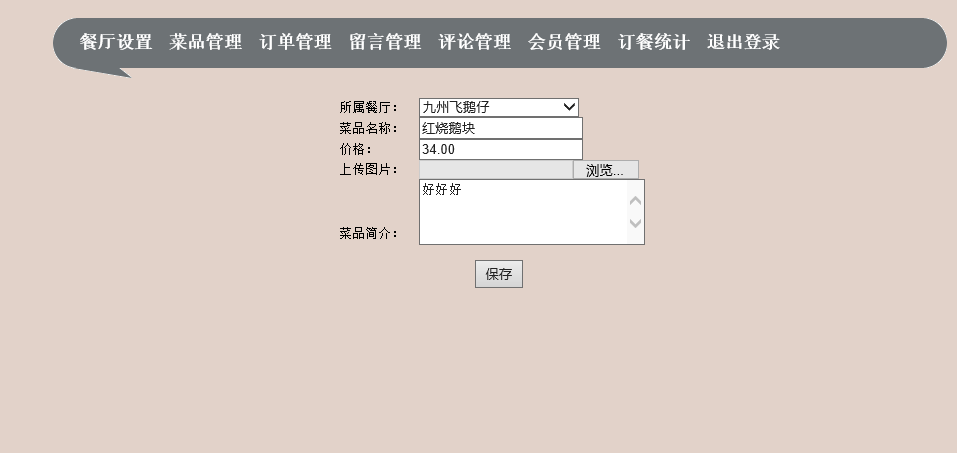 餐厅设置 菜品管理 订单管理 留言管理 评论管理 会员管理 订餐统计 退出登录
所属餐厅： 九州飞鹅仔
菜品名称： 红烧鹅块
价格： 34.00
上传图片： 浏览...
好好好
菜品简介：
保存